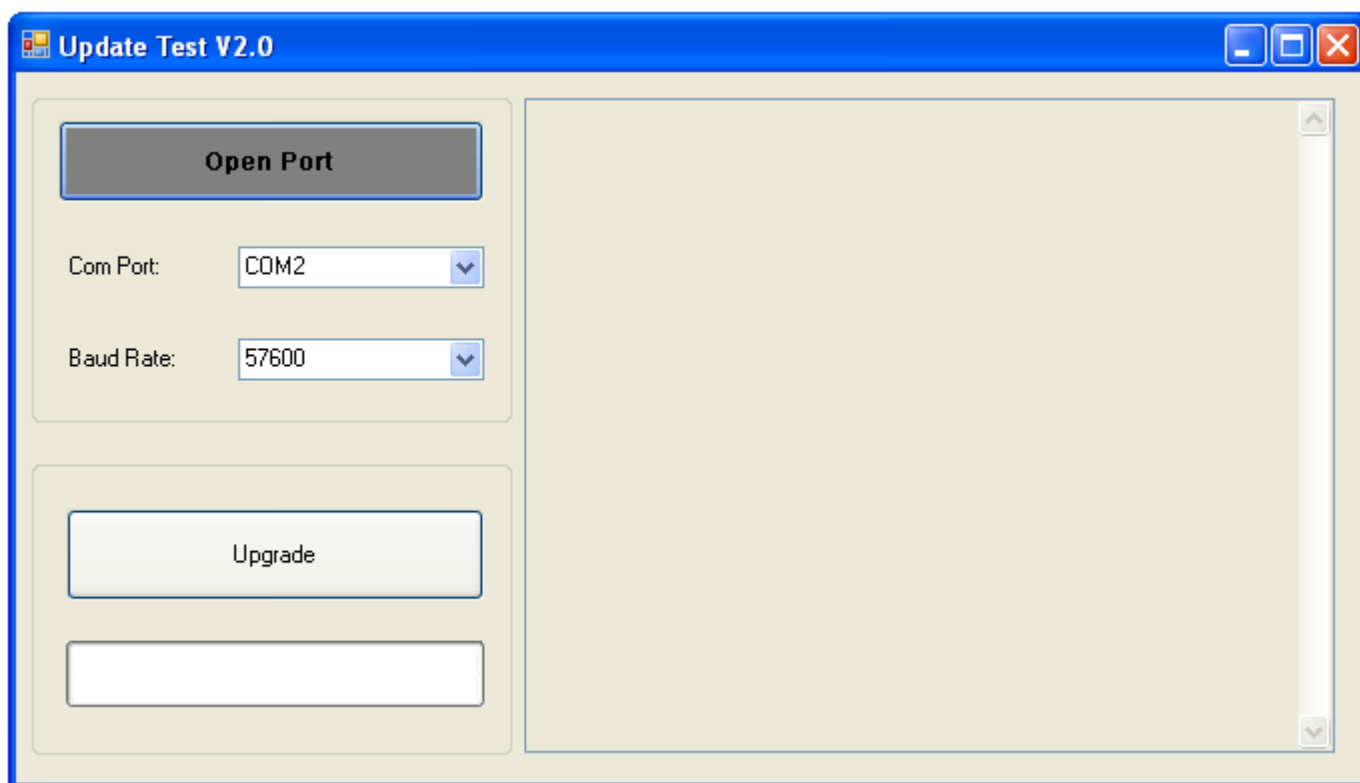 Update Test V2.0
Open Port
Com Port: COM2
Baud Rate: 57600
Upgrade